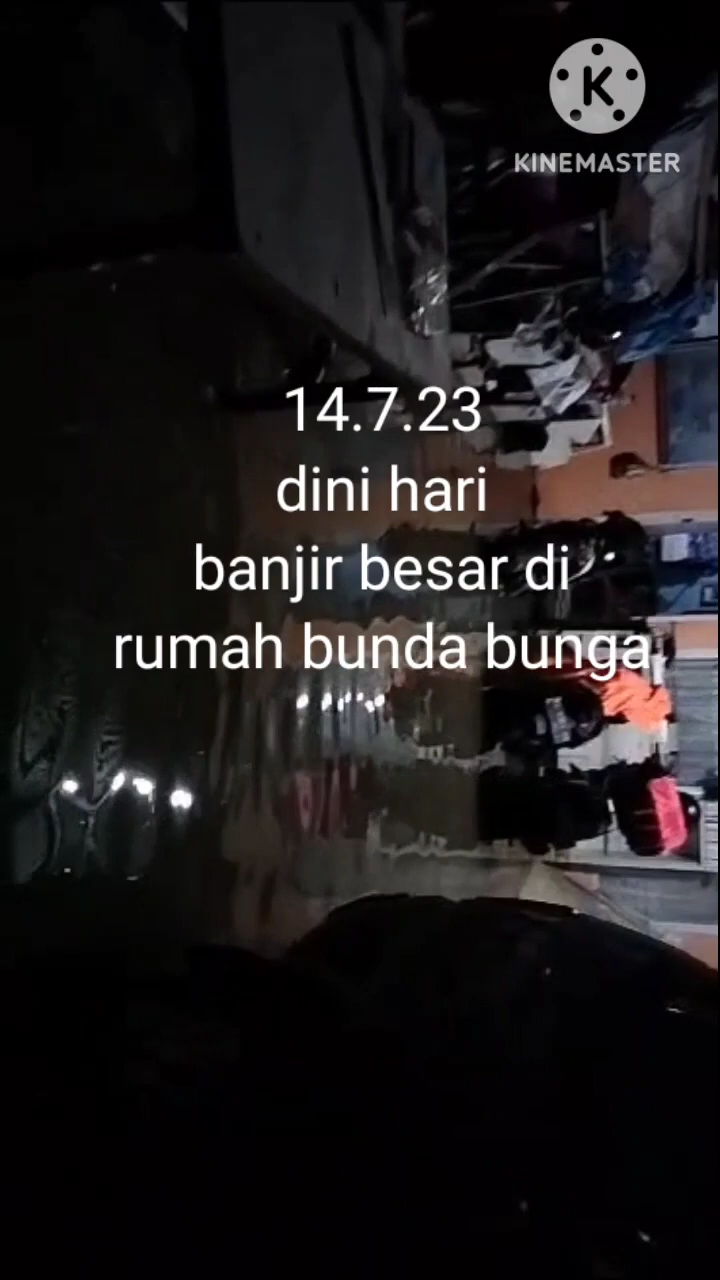 KINEMASTER
14.7.23
dini hari
banjir besar di
rumah bunda bunga